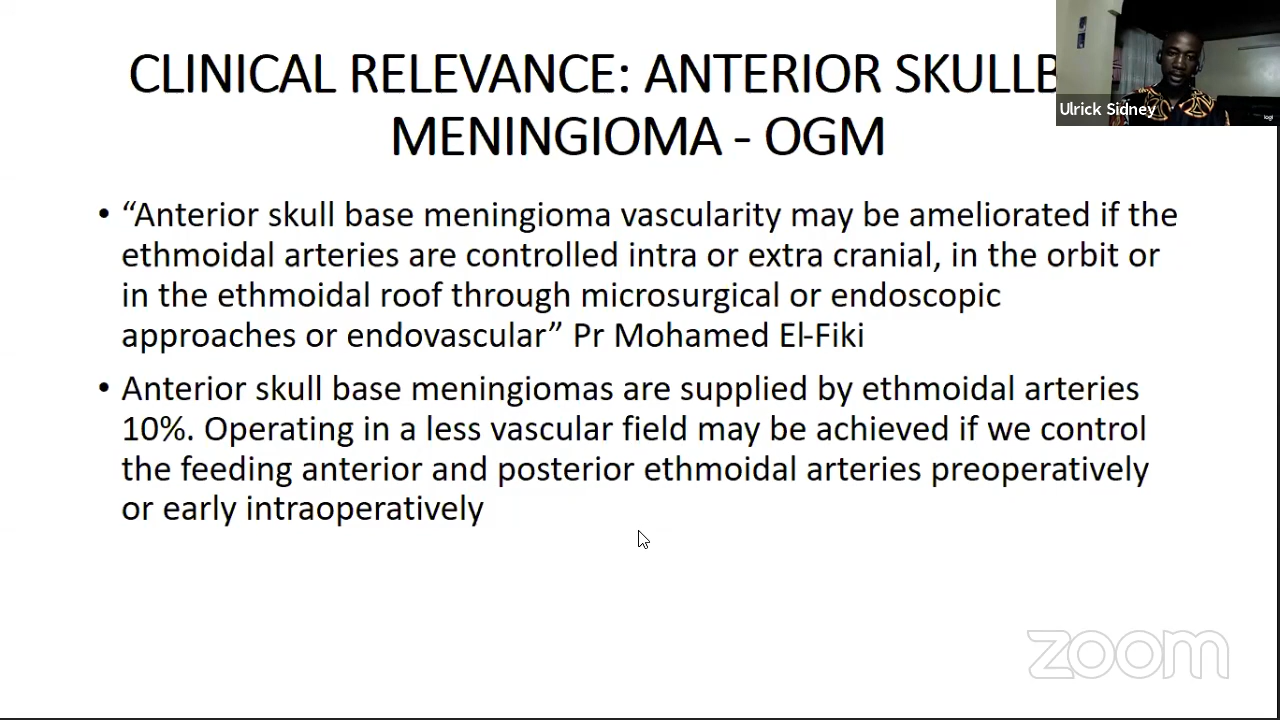 CLINICAL RELEVANCE: ANTERIOR SKULLB
MENINGIOMA - OGM
• “Anterior skull base meningioma vascularity may be ameliorated if the
ethmoidal arteries are controlled intra or extra cranial, in the orbit or
in the ethmoidal roof through microsurgical or endoscopic
approaches or endovascular” Pr Mohamed El-Fiki
• Anterior skull base meningiomas are supplied by ethmoidal arteries
10%. Operating in a less vascular field may be achieved if we control
the feeding anterior and posterior ethmoidal arteries preoperatively
or early intraoperatively
Ulrick Sidney
logi
zoom